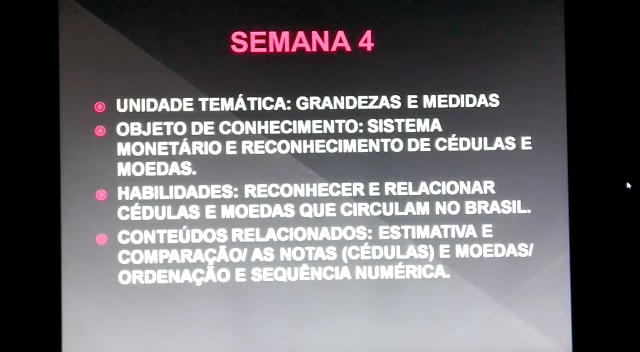 SEMANA 4
UNIDADE TEMÁTICA: GRANDEZAS E MEDIDAS
OBJETO DE CONHECIMENTO: SISTEMA
MONETÁRIO E RECONHECIMENTO DE CÉDULAS E
MOEDAS.
HABILIDADES: RECONHECER E RELACIONAR
CÉDULAS E MOEDAS QUE CIRCULAM NO BRASIL.
CONTEÚDOS RELACIONADOS: ESTIMATIVA E
COMPARAÇÃO/ AS NOTAS (CÉDULAS) E MOEDAS/
ORDENAÇÃO E SEQUÊNCIA NUMÉRICA.